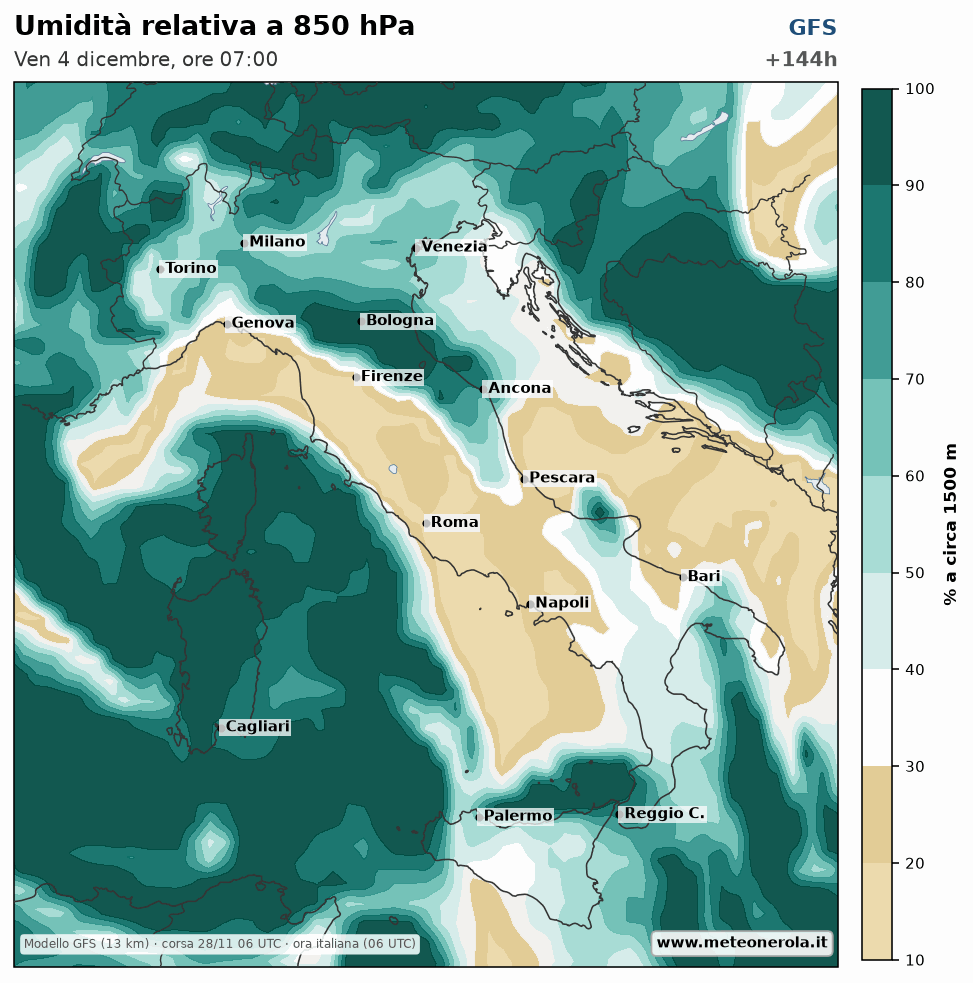 Umidità relativa a 850 hPa
GFS
Ven 4 dicembre, ore 07:00
+144h
100
90
80
70
60
50
40
30
20
10
% a circa 1500 m
Milano
Venezia
Torino
Genova
Bologna
Firenze
Ancona
Pescara
Roma
Bari
Napoli
Cagliari
Palermo
Reggio C.
Modello GFS (13 km) · corsa 28/11 06 UTC · ora italiana (06 UTC)
www.meteonerola.it